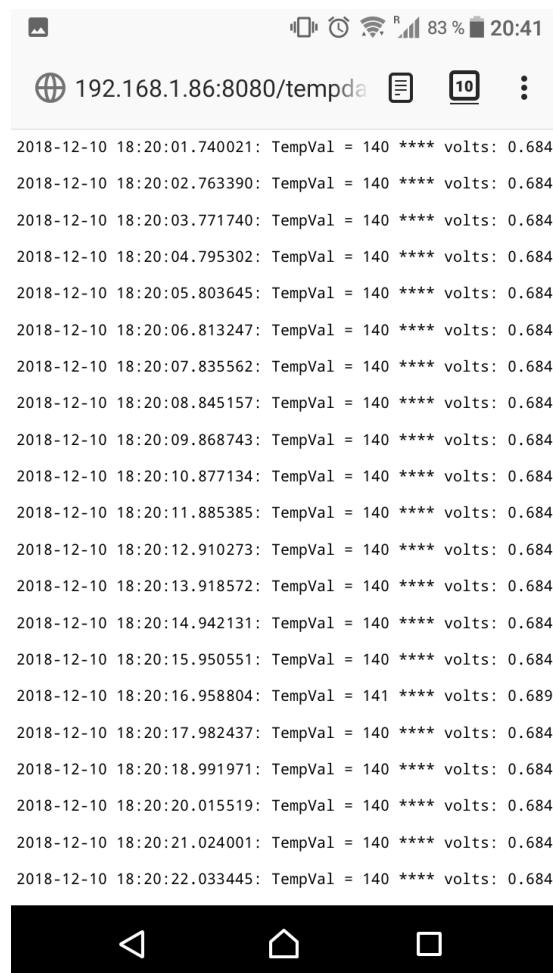 R 83 % 20:41
192.168.1.86:8080/tempda 10
2018-12-10 18:20:01.740021: TempVal = 140 **** volts: 0.684
2018-12-10 18:20:02.763390: TempVal = 140 **** volts: 0.684
2018-12-10 18:20:03.771740: TempVal = 140 **** volts: 0.684
2018-12-10 18:20:04.795302: TempVal = 140 **** volts: 0.684
2018-12-10 18:20:05.803645: TempVal = 140 **** volts: 0.684
2018-12-10 18:20:06.813247: TempVal = 140 **** volts: 0.684
2018-12-10 18:20:07.835562: TempVal = 140 **** volts: 0.684
2018-12-10 18:20:08.845157: TempVal = 140 **** volts: 0.684
2018-12-10 18:20:09.868743: TempVal = 140 **** volts: 0.684
2018-12-10 18:20:10.877134: TempVal = 140 **** volts: 0.684
2018-12-10 18:20:11.885385: TempVal = 140 **** volts: 0.684
2018-12-10 18:20:12.910273: TempVal = 140 **** volts: 0.684
2018-12-10 18:20:13.918572: TempVal = 140 **** volts: 0.684
2018-12-10 18:20:14.942131: TempVal = 140 **** volts: 0.684
2018-12-10 18:20:15.950551: TempVal = 140 **** volts: 0.684
2018-12-10 18:20:16.958804: TempVal = 141 **** volts: 0.689
2018-12-10 18:20:17.982437: TempVal = 140 **** volts: 0.684
2018-12-10 18:20:18.991971: TempVal = 140 **** volts: 0.684
2018-12-10 18:20:20.015519: TempVal = 140 **** volts: 0.684
2018-12-10 18:20:21.024001: TempVal = 140 **** volts: 0.684
2018-12-10 18:20:22.033445: TempVal = 140 **** volts: 0.684